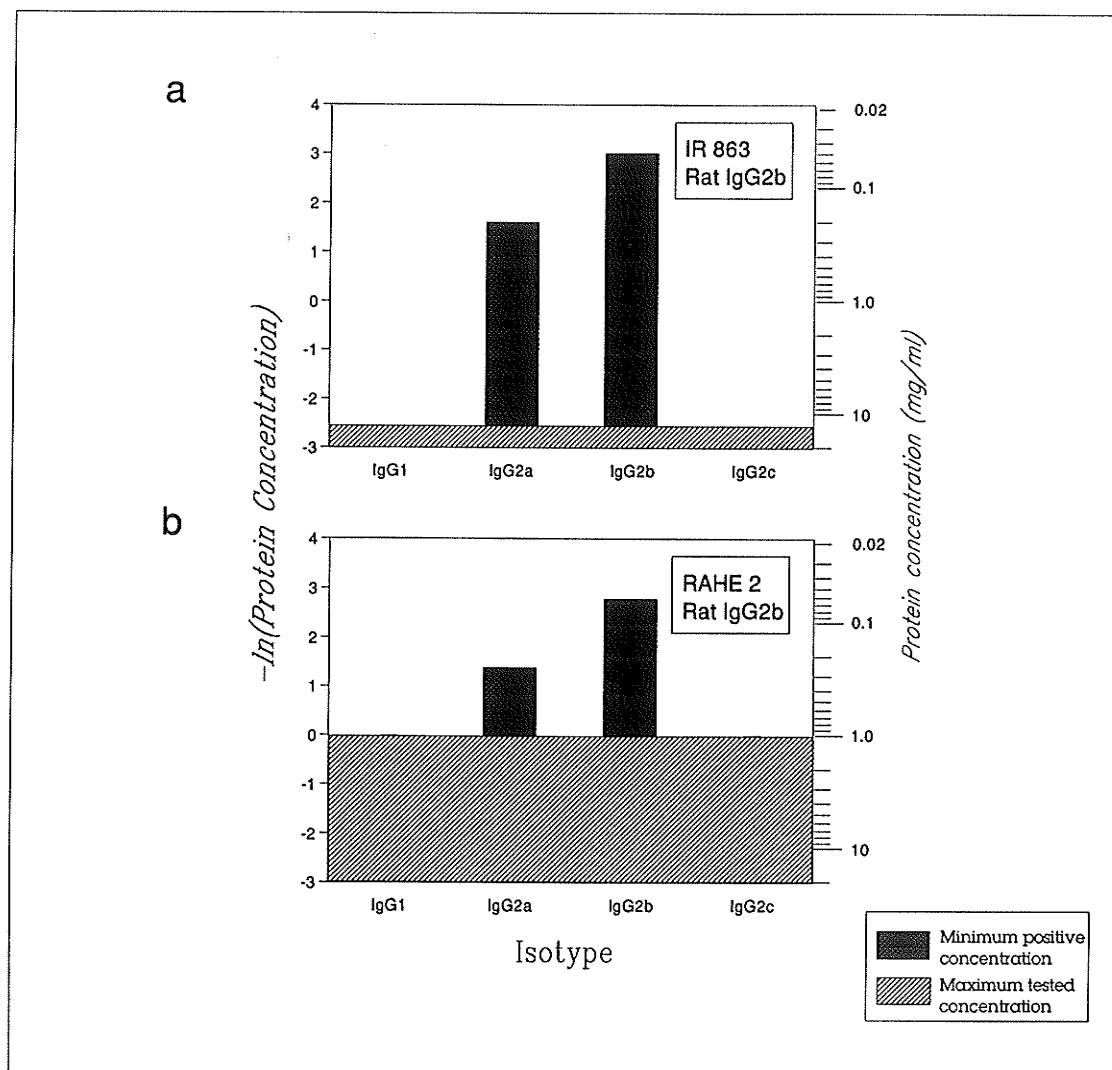 a
4
3
2
1
0
-1
-2
-3
IR 863
Rat IgG2b
0.02
0.1
1.0
10
IgG1 IgG2a IgG2b IgG2c
b
4
3
2
1
0
-1
-2
-3
RAHE 2
Rat IgG2b
0.02
0.1
1.0
10
IgG1 IgG2a IgG2b IgG2c
-ln(Protein Concentration)
Protein concentration (mg/ml)
Isotype
Minimum positive
concentration
Maximum tested
concentration